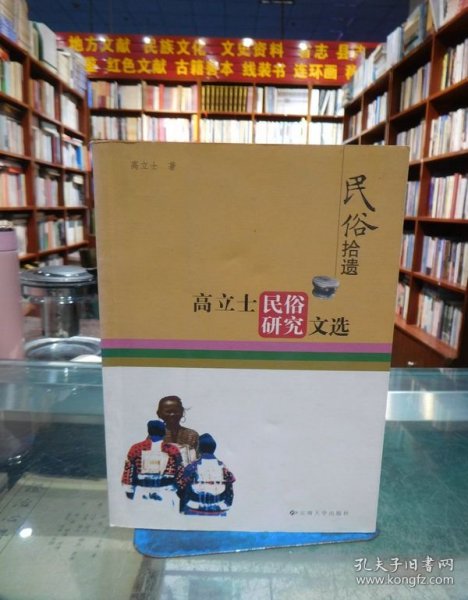 地方文献 民族文化 文史资料 省志 县志
红色文献 古籍善本 线装书 连环画
高立士 著
民俗
拾遗
高立士 民俗研究 文选
云南大学出版社
孔夫子旧书网
www.kongfz.com